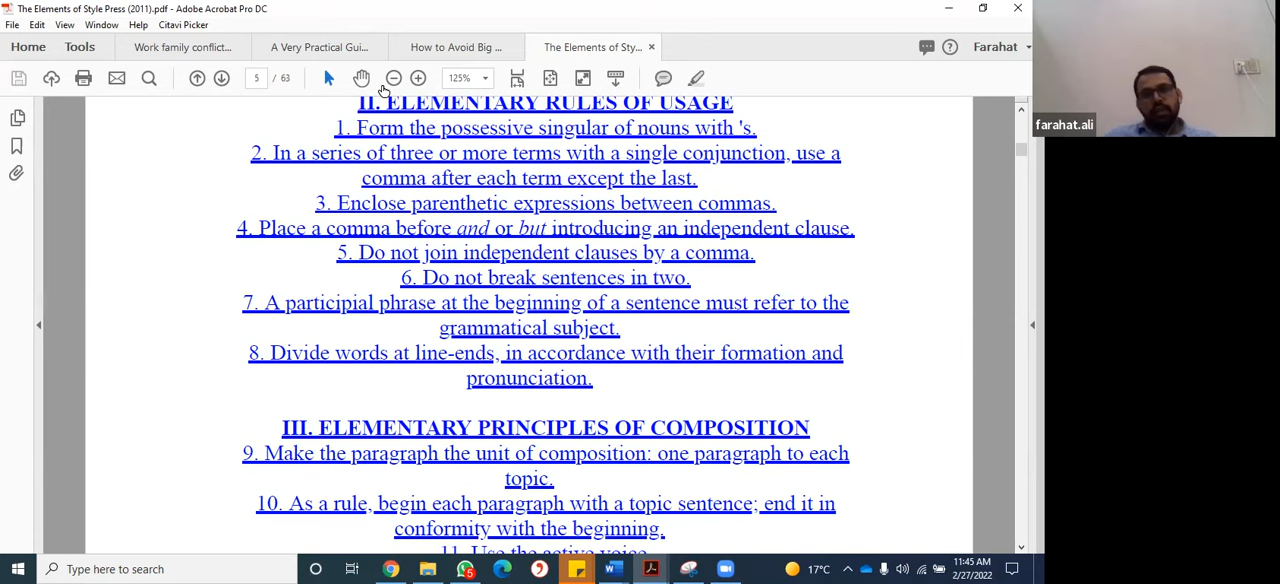 The Elements of Style Press (2011).pdf - Adobe Acrobat Pro DC
File Edit View Window Help Citavi Picker
Home Tools Work family conflict... A Very Practical Gui... How to Avoid Big ... The Elements of Sty... × Farahat
5 / 63 125%
II. ELEMENTARY RULES OF USAGE
1. Form the possessive singular of nouns with 's.
2. In a series of three or more terms with a single conjunction, use a
comma after each term except the last.
3. Enclose parenthetic expressions between commas.
4. Place a comma before and or but introducing an independent clause.
5. Do not join independent clauses by a comma.
6. Do not break sentences in two.
7. A participial phrase at the beginning of a sentence must refer to the
grammatical subject.
8. Divide words at line-ends, in accordance with their formation and
pronunciation.
III. ELEMENTARY PRINCIPLES OF COMPOSITION
9. Make the paragraph the unit of composition: one paragraph to each
topic.
10. As a rule, begin each paragraph with a topic sentence; end it in
conformity with the beginning.
11. Use the active voice.
farahat.ali
Type here to search
5
17°C
11:45 AM
2/27/2022